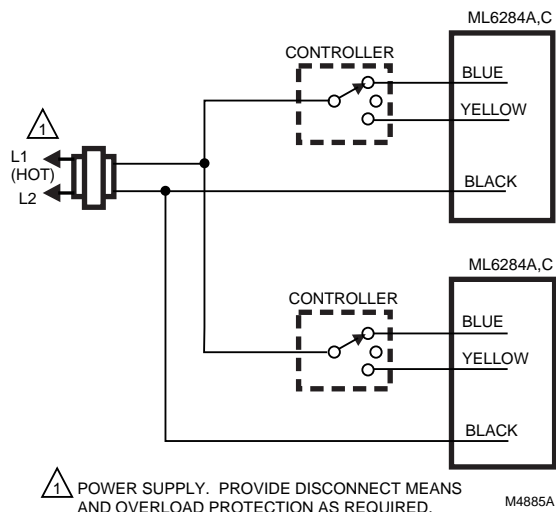 ML6284A,C
CONTROLLER
BLUE
YELLOW
1
L1
(HOT)
L2
BLACK
ML6284A,C
CONTROLLER
BLUE
YELLOW
BLACK
1 POWER SUPPLY. PROVIDE DISCONNECT MEANS
AND OVERLOAD PROTECTION AS REQUIRED.
M4885A